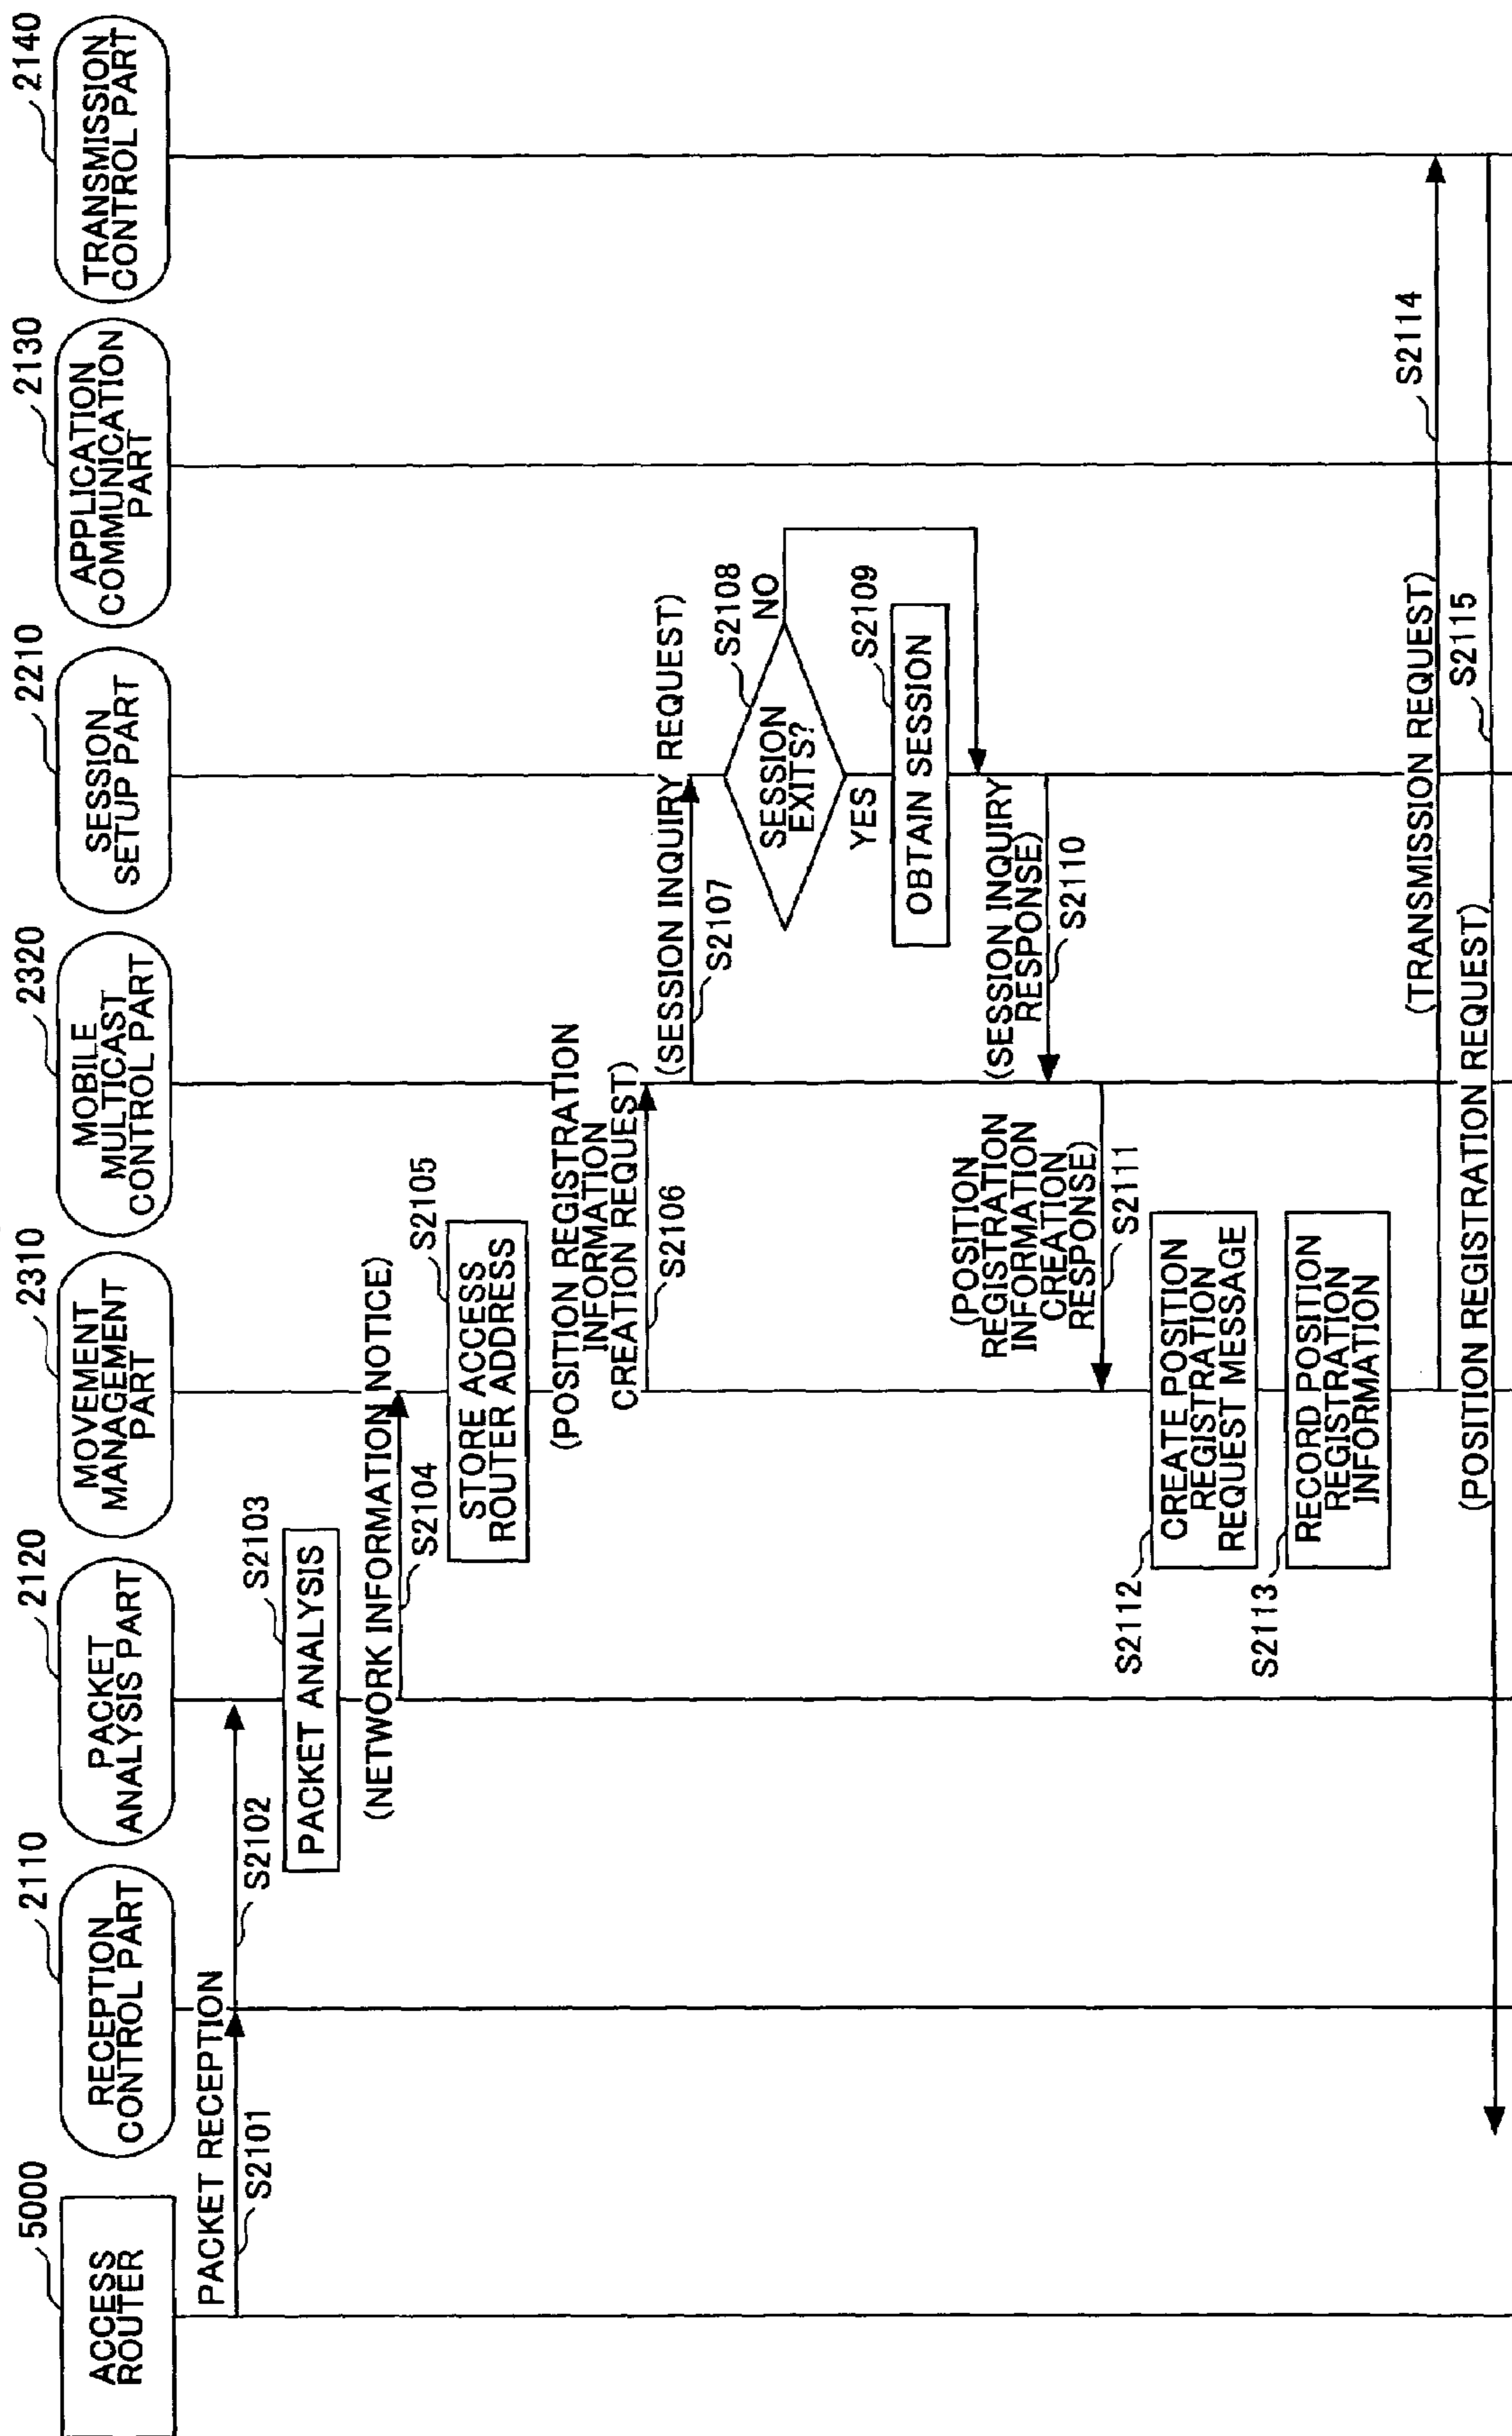 5000
ACCESS
ROUTER
2110
RECEPTION
CONTROL PART
2120
PACKET
ANALYSIS PART
2310
MOVEMENT
MANAGEMENT
PART
2320
MOBILE
MULTICAST
CONTROL PART
2210
SESSION
SETUP PART
2130
APPLICATION
COMMUNICATION
PART
2140
TRANSMISSION
CONTROL PART
PACKET RECEPTION
S2101
S2102
S2103
PACKET ANALYSIS
(NETWORK INFORMATION NOTICE)
S2104
S2105
STORE ACCESS
ROUTER ADDRESS
(POSITION REGISTRATION
INFORMATION
CREATION REQUEST)
S2106
(SESSION INQUIRY REQUEST)
S2107
S2108
SESSION
EXITS?
NO
YES
S2109
OBTAIN SESSION
(SESSION INQUIRY
RESPONSE)
S2110
(POSITION
REGISTRATION
INFORMATION
CREATION
RESPONSE)
S2111
S2112
CREATE POSITION
REGISTRATION
REQUEST MESSAGE
S2113
RECORD POSITION
REGISTRATION
INFORMATION
(TRANSMISSION REQUEST)
S2114
(POSITION REGISTRATION REQUEST)
S2115